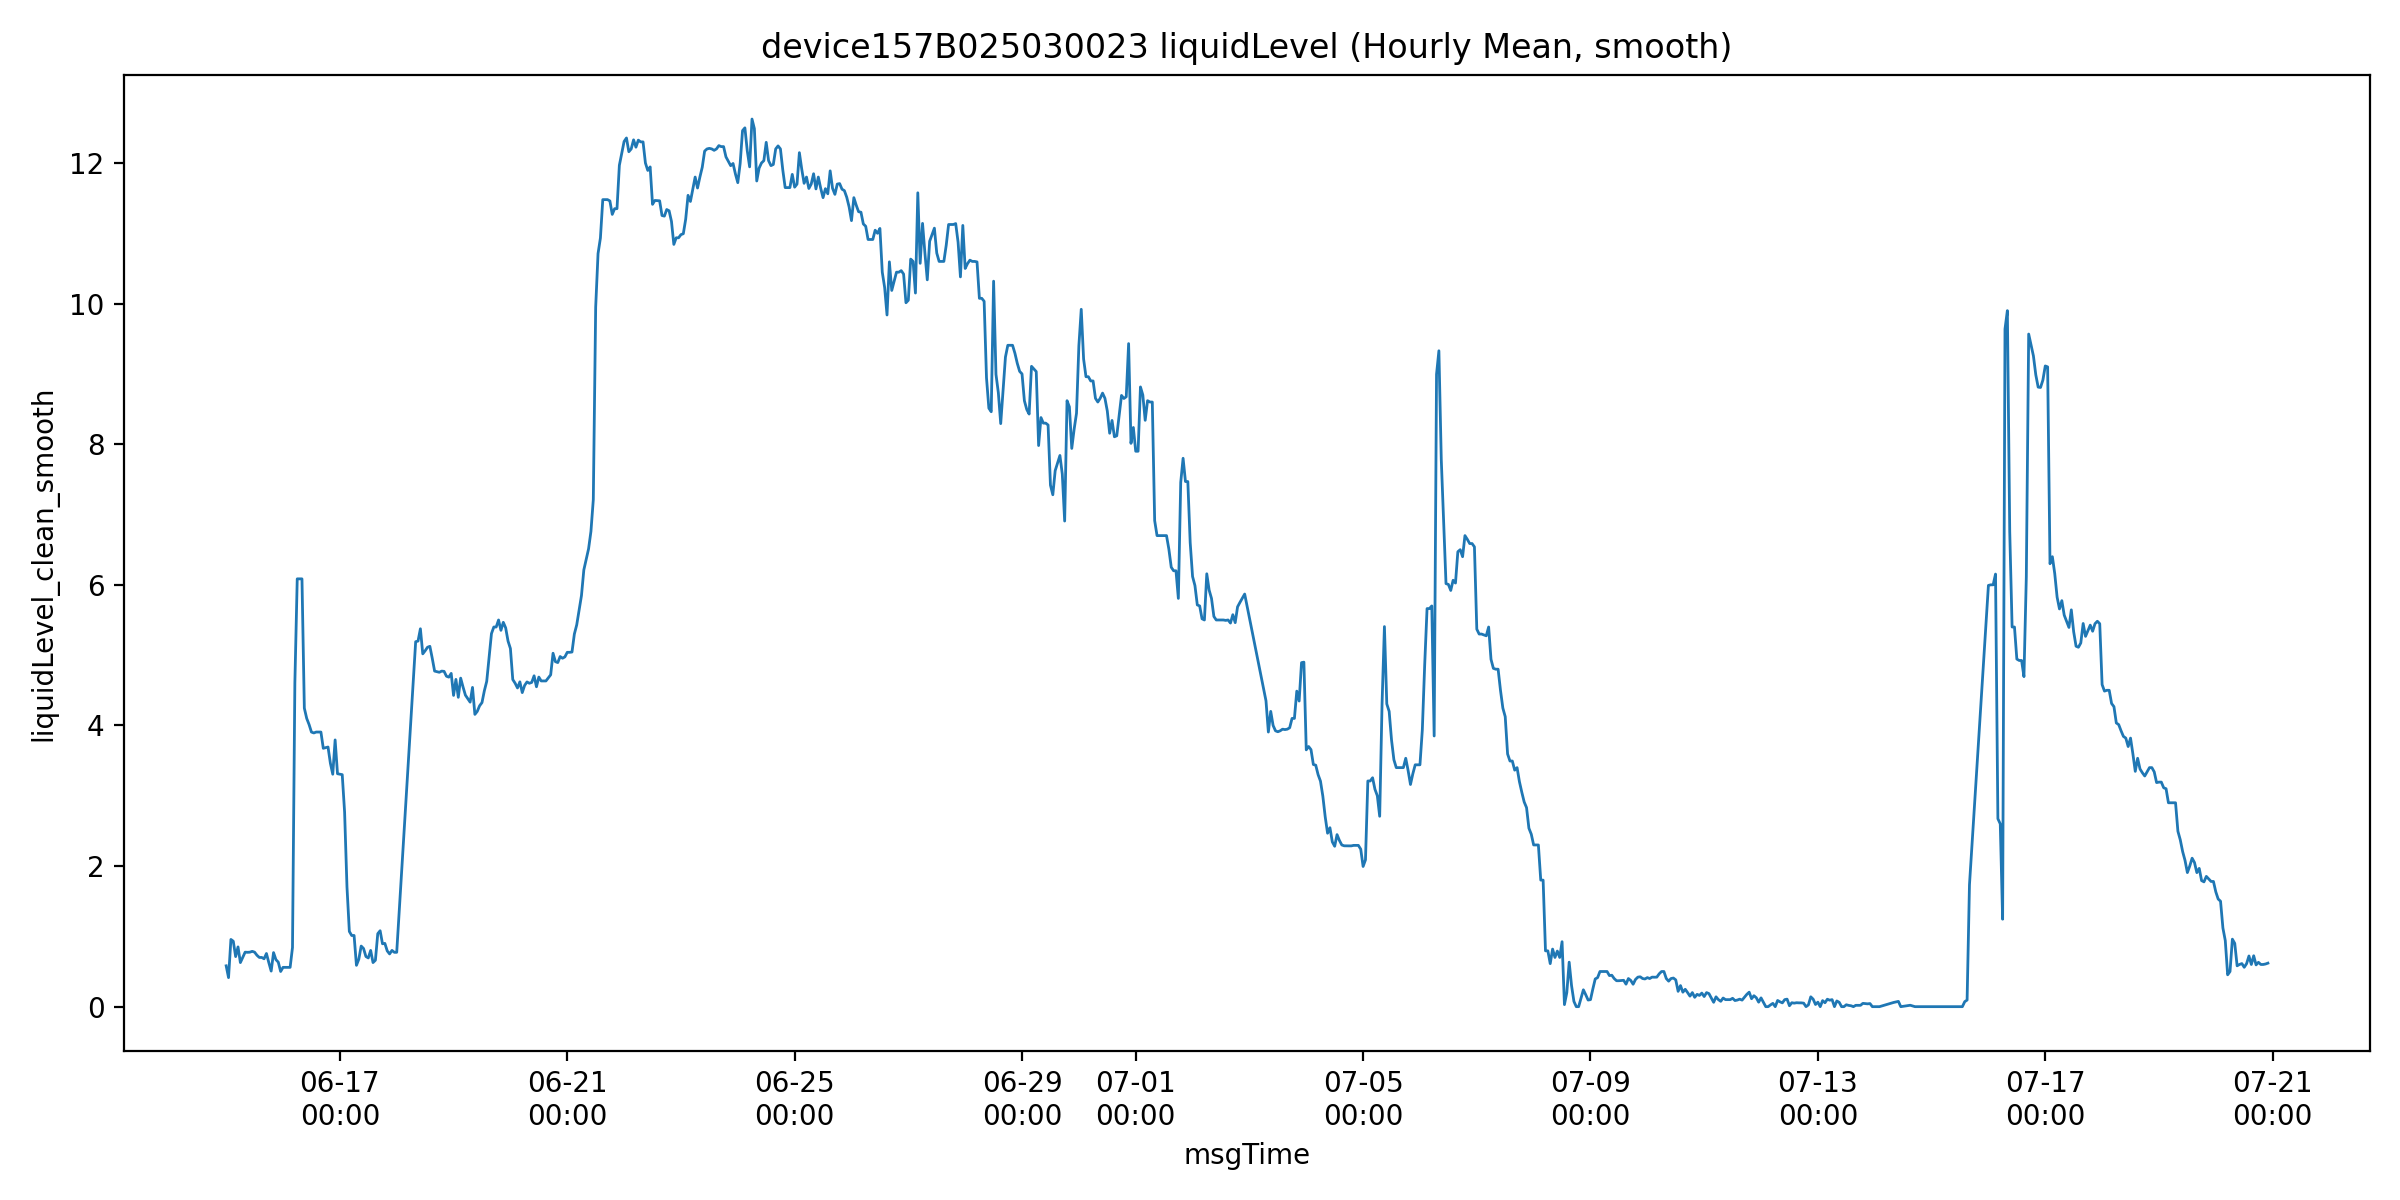 device157B025030023 liquidLevel (Hourly Mean, smooth)
liquidLevel_clean_smooth
12
10
8
6
4
2
0
06-17 06-21 06-25 06-29 07-01 07-05 07-09 07-13 07-17 07-21
00:00 00:00 00:00 00:00 00:00 00:00 00:00 00:00 00:00 00:00
msgTime